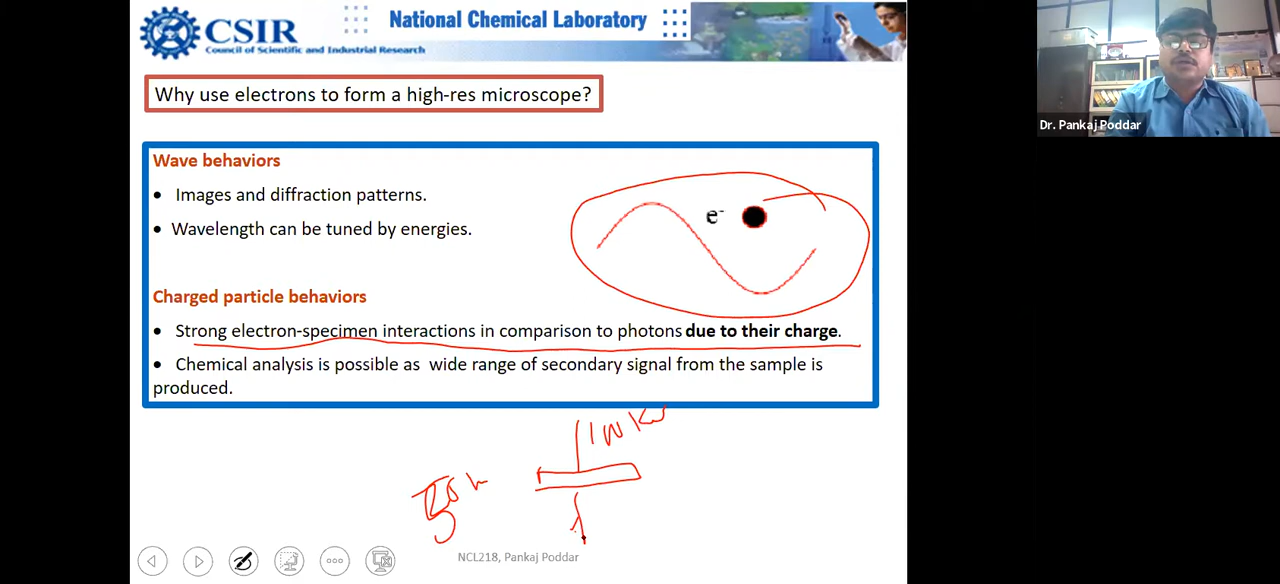 CSIR
Council of Scientific and Industrial Research
National Chemical Laboratory
Dr. Pankaj Poddar
Why use electrons to form a high-res microscope?
Wave behaviors
• Images and diffraction patterns.
• Wavelength can be tuned by energies.
e-
Charged particle behaviors
• Strong electron-specimen interactions in comparison to photons due to their charge.
• Chemical analysis is possible as wide range of secondary signal from the sample is
produced.
NCL218, Pankaj Poddar